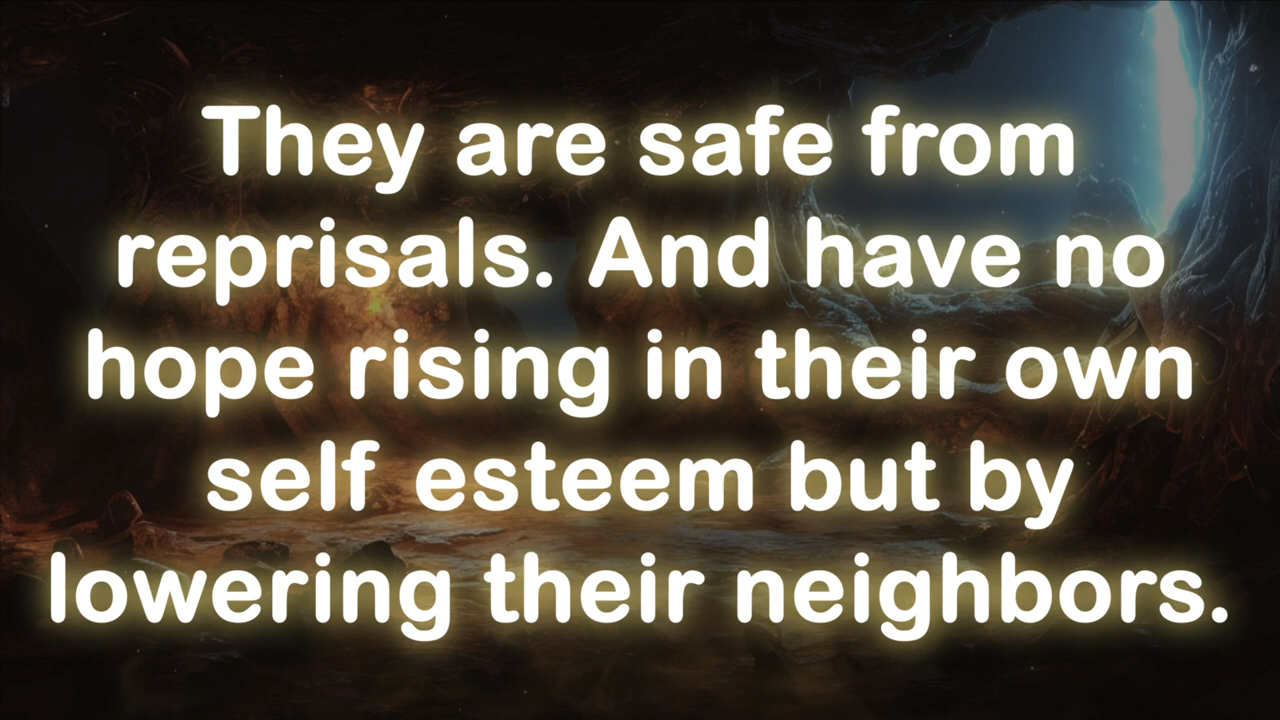 They are safe from
reprisals. And have no
hope rising in their own
self esteem but by
lowering their neighbors.